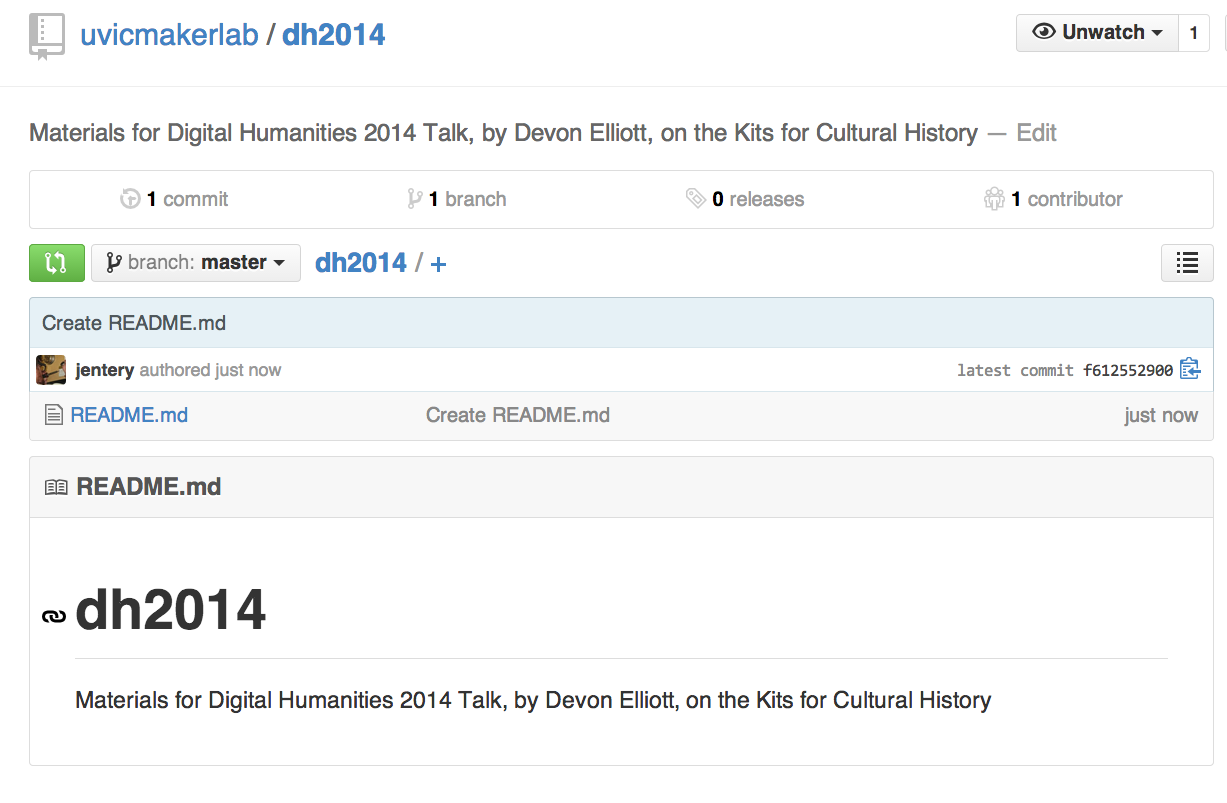 uvicmakerlab / dh2014
Unwatch 1
Materials for Digital Humanities 2014 Talk, by Devon Elliott, on the Kits for Cultural History — Edit
1 commit 1 branch 0 releases 1 contributor
branch: master dh2014 / +
Create README.md
jentery authored just now latest commit f612552900
README.md Create README.md just now
README.md
dh2014
Materials for Digital Humanities 2014 Talk, by Devon Elliott, on the Kits for Cultural History